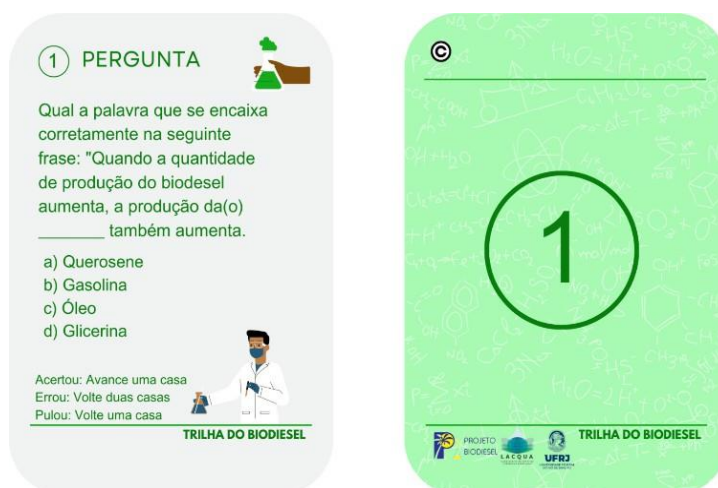 1 PERGUNTA
Qual a palavra que se encaixa
corretamente na seguinte
frase: "Quando a quantidade
de produção do biodesel
aumenta, a produção da(o)
_______ também aumenta.
a) Querosene
b) Gasolina
c) Óleo
d) Glicerina
Acertou: Avance uma casa
Errou: Volte duas casas
Pulou: Volte uma casa
TRILHA DO BIODIESEL
©
1
PROJETO
BIODIESEL
LACQUA
UFRJ
TRILHA DO BIODIESEL